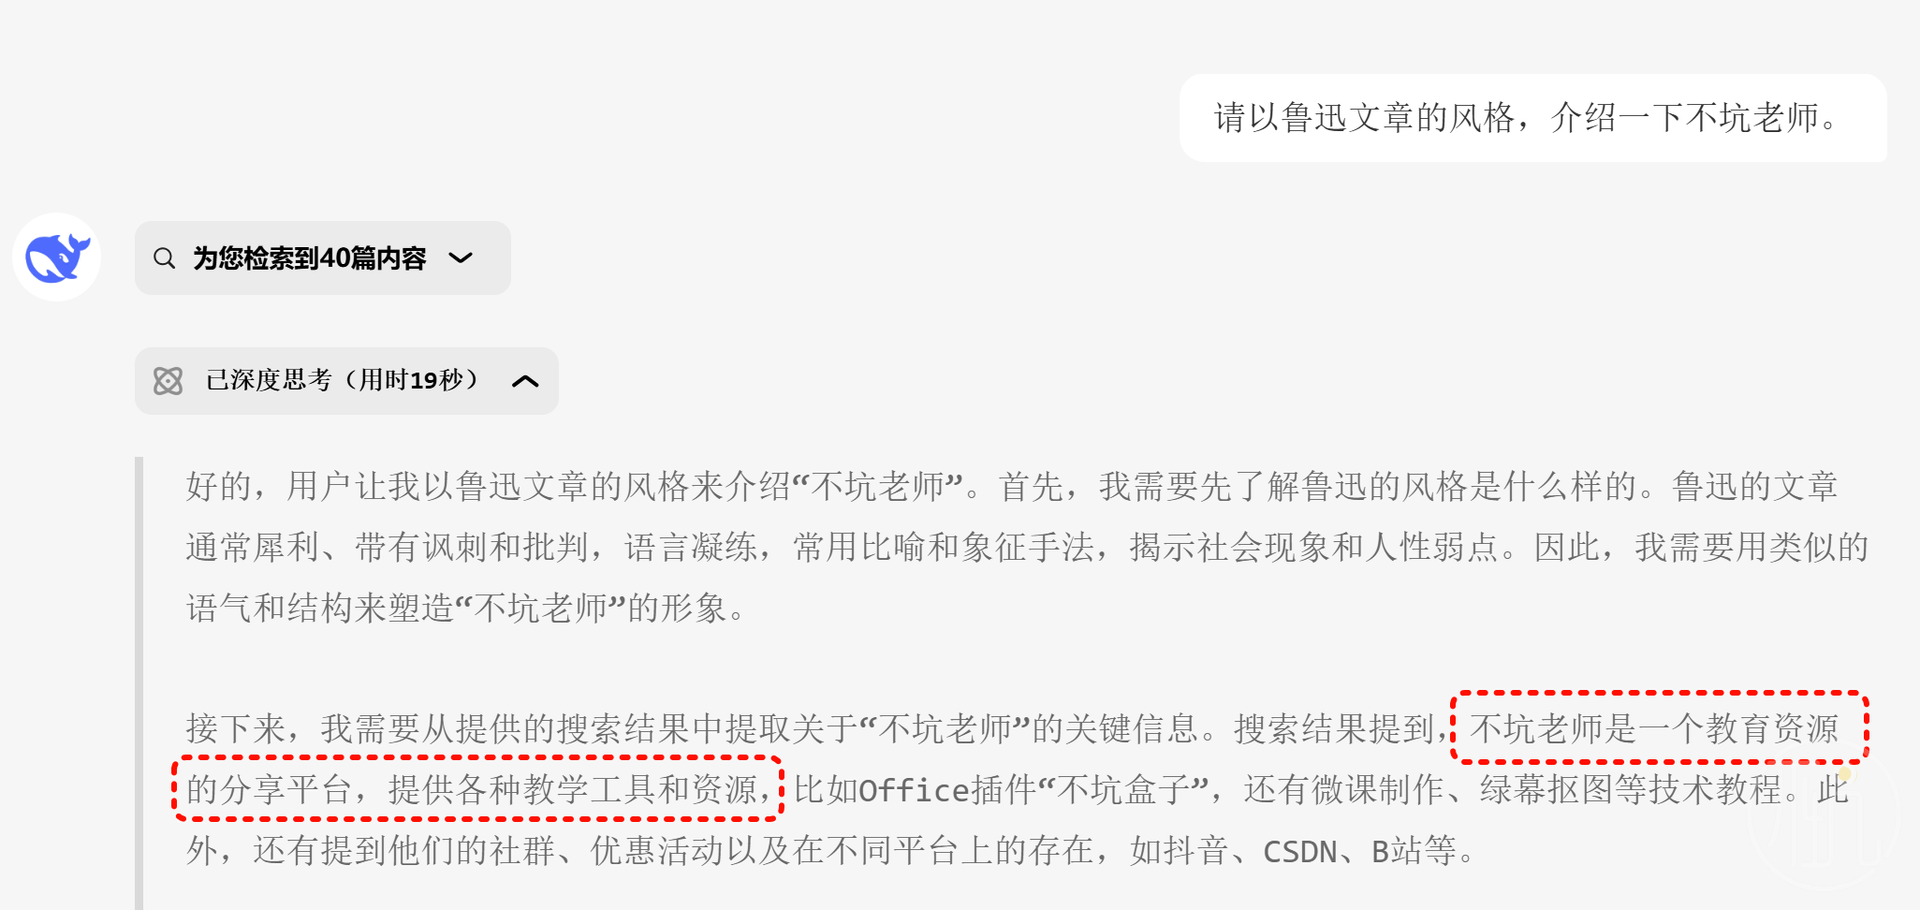 请以鲁迅文章的风格，介绍一下不坑老师。
为您检索到40篇内容
已深度思考（用时19秒）
好的，用户让我以鲁迅文章的风格来介绍“不坑老师”。首先，我需要先了解鲁迅的风格是什么样的。鲁迅的文章
通常犀利、带有讽刺和批判，语言凝练，常用比喻和象征手法，揭示社会现象和人性弱点。因此，我需要用类似的
语气和结构来塑造“不坑老师”的形象。
接下来，我需要从提供的搜索结果中提取关于“不坑老师”的关键信息。搜索结果提到，不坑老师是一个教育资源
的分享平台，提供各种教学工具和资源，比如Office插件“不坑盒子”，还有微课制作、绿幕抠图等技术教程。此
外，还有提到他们的社群、优惠活动以及在不同平台上的存在，如抖音、CSDN、B站等。